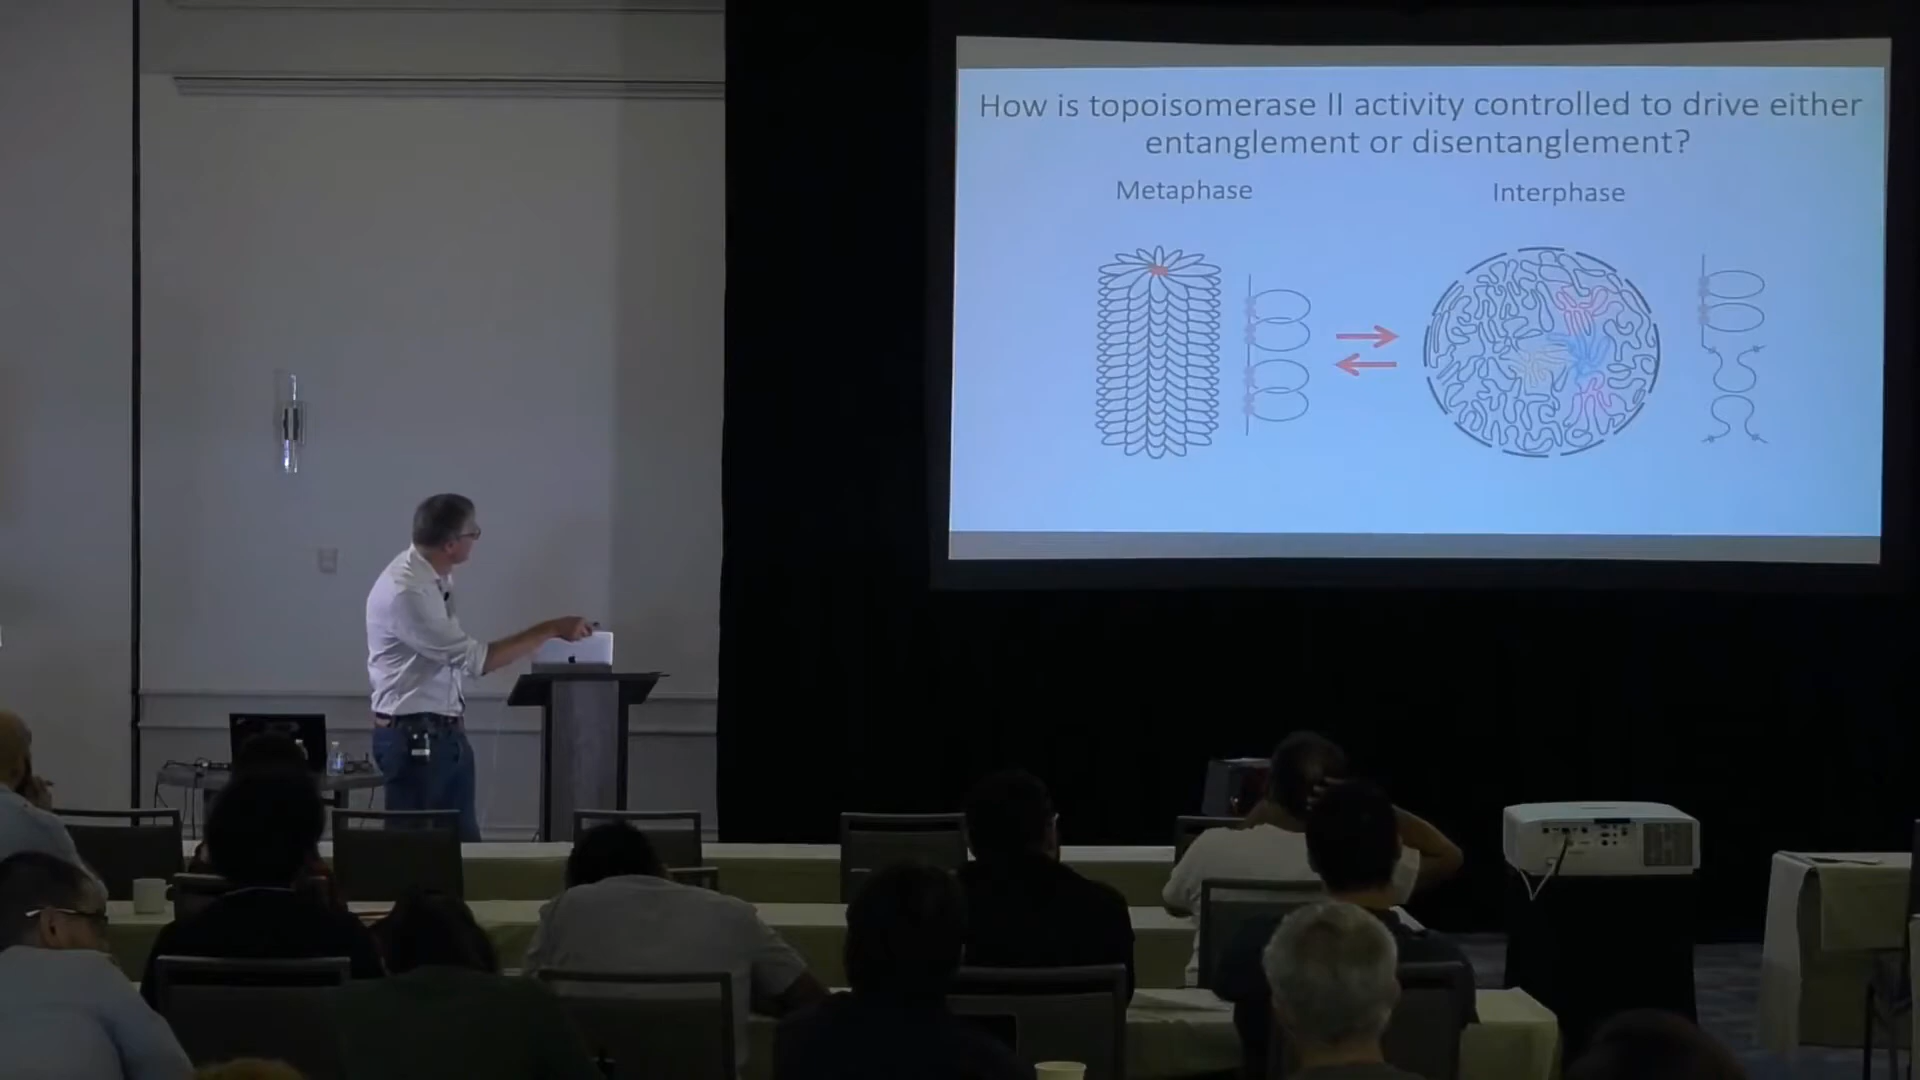 How is topoisomerase II activity controlled to drive either
entanglement or disentanglement?
Metaphase
Interphase